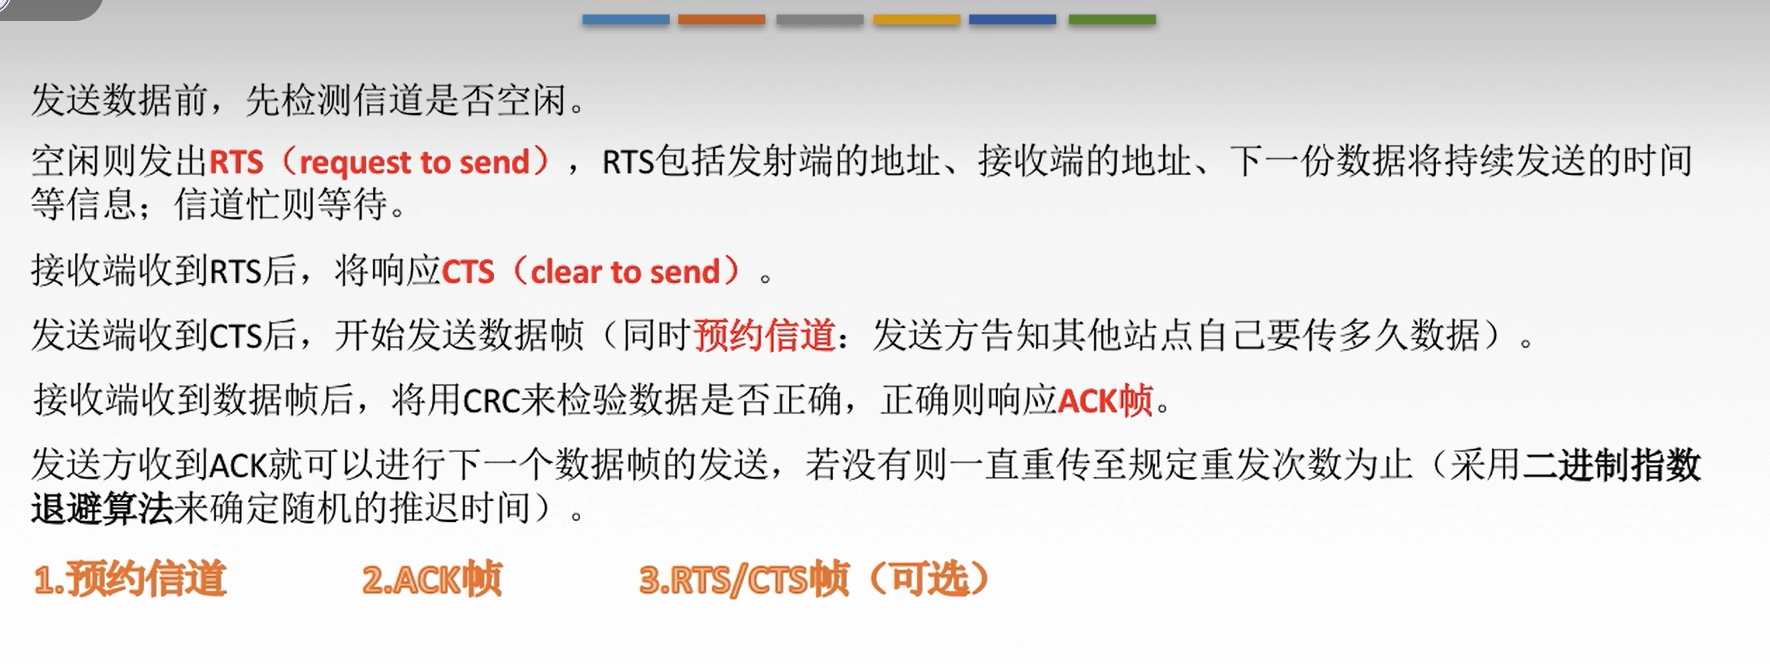 发送数据前，先检测信道是否空闲。
空闲则发出RTS（request to send），RTS包括发射端的地址、接收端的地址、下一份数据将持续发送的时间
等信息；信道忙则等待。
接收端收到RTS后，将响应CTS（clear to send）。
发送端收到CTS后，开始发送数据帧（同时预约信道：发送方告知其他站点自己要传多久数据）。
接收端收到数据帧后，将用CRC来检验数据是否正确，正确则响应ACK帧。
发送方收到ACK就可以进行下一个数据帧的发送，若没有则一直重传至规定重发次数为止（采用二进制指数
退避算法来确定随机的推迟时间）。
1.预约信道 2.ACK帧 3.RTS/CTS帧（可选）